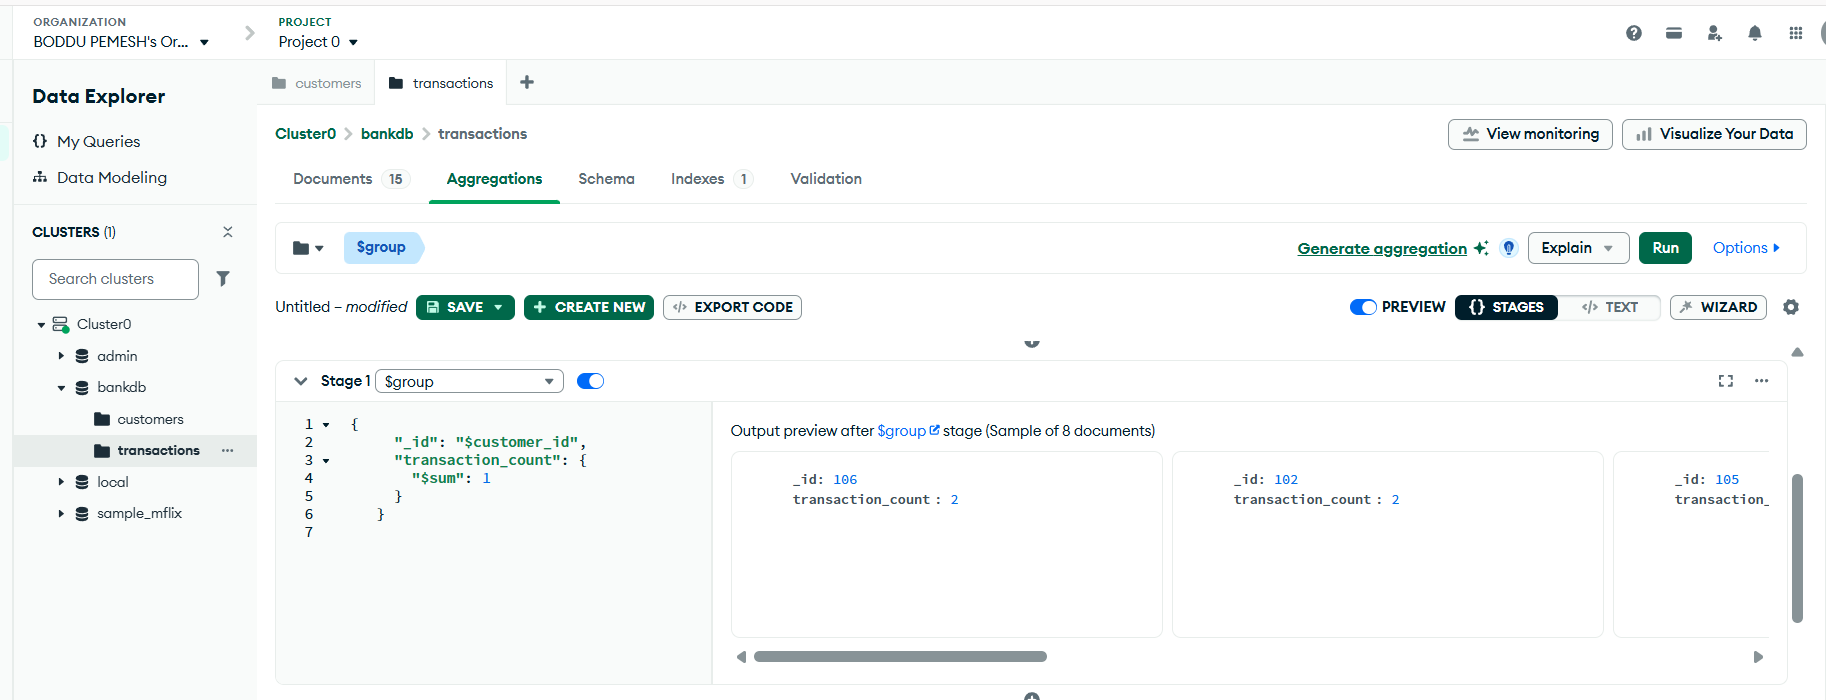 ORGANIZATION
BODDU PEMESH's Or...
PROJECT
Project 0
Data Explorer
My Queries
Data Modeling
CLUSTERS (1)
Search clusters
Cluster0
admin
bankdb
customers
transactions
local
sample_mflix
customers
transactions
Cluster0 > bankdb > transactions
View monitoring
Visualize Your Data
Documents 15
Aggregations
Schema
Indexes 1
Validation
$group
Generate aggregation
Explain
Run
Options
Untitled – modified
SAVE
CREATE NEW
EXPORT CODE
PREVIEW
{} STAGES
</> TEXT
WIZARD
Stage 1
$group
1 {
2 "_id": "$customer_id",
3 "transaction_count": {
4 "$sum": 1
5 }
6 }
7
Output preview after $group stage (Sample of 8 documents)
_id: 106
transaction_count : 2
_id: 102
transaction_count : 2
_id: 105
transaction_